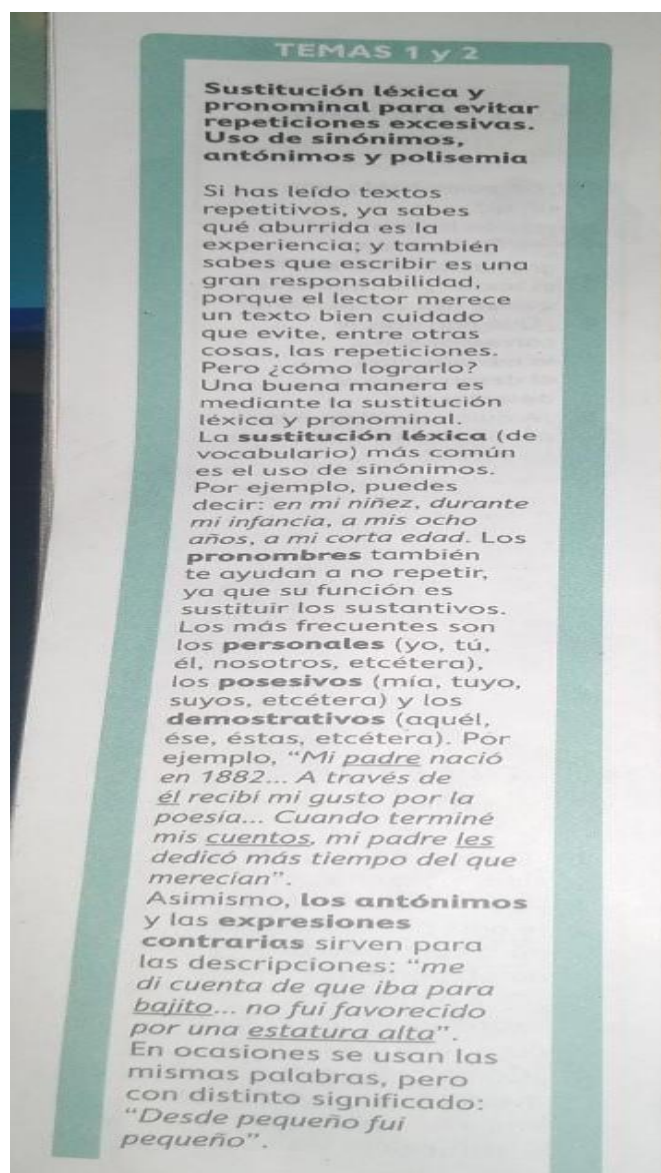 TEMAS 1 y 2
Sustitución léxica y
pronominal para evitar
repeticiones excesivas.
Uso de sinónimos,
antónimos y polisemia
Si has leído textos
repetitivos, ya sabes
qué aburrida es la
experiencia; y también
sabes que escribir es una
gran responsabilidad,
porque el lector merece
un texto bien cuidado
que evite, entre otras
cosas, las repeticiones.
Pero ¿cómo lograrlo?
Una buena manera es
mediante la sustitución
léxica y pronominal.
La sustitución léxica (de
vocabulario) más común
es el uso de sinónimos.
Por ejemplo, puedes
decir: en mi niñez, durante
mi infancia, a mis ocho
años, a mi corta edad. Los
pronombres también
te ayudan a no repetir,
ya que su función es
sustituir los sustantivos.
Los más frecuentes son
los personales (yo, tú,
él, nosotros, etcétera),
los posesivos (mía, tuyo,
suyos, etcétera) y los
demostrativos (aquél,
ése, éstas, etcétera). Por
ejemplo, “Mi padre nació
en 1882... A través de
él recibí mi gusto por la
poesía... Cuando terminé
mis cuentos, mi padre les
dedicó más tiempo del que
merecían”.
Asimismo, los antónimos
y las expresiones
contrarias sirven para
las descripciones: “me
di cuenta de que iba para
bajito... no fui favorecido
por una estatura alta”.
En ocasiones se usan las
mismas palabras, pero
con distinto significado:
“Desde pequeño fui
pequeño”.